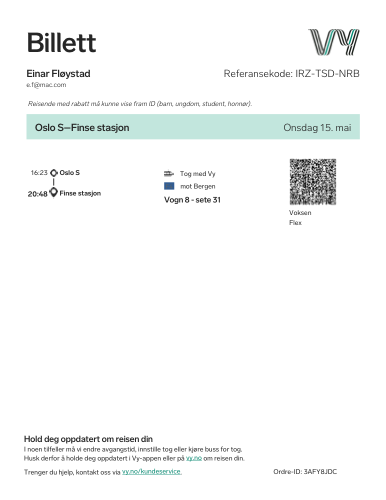 Billett
VY
Einar Fløystad
Referansekode: IRZ-TSD-NRB
e.f@mac.com
Reisende med rabatt må kunne vise fram ID (barn, ungdom, student, honnør).
Oslo S–Finse stasjon
Onsdag 15. mai
16:23 Oslo S
20:48 Finse stasjon
Tog med Vy
mot Bergen
Vogn 8 - sete 31
Voksen
Flex
Hold deg oppdatert om reisen din
I noen tilfeller må vi endre avgangstid, innstille tog eller kjøre buss for tog.
Husk derfor å holde deg oppdatert i Vy-appen eller på vy.no om reisen din.
Trenger du hjelp, kontakt oss via vy.no/kundeservice.
Ordre-ID: 3AFY8JDC